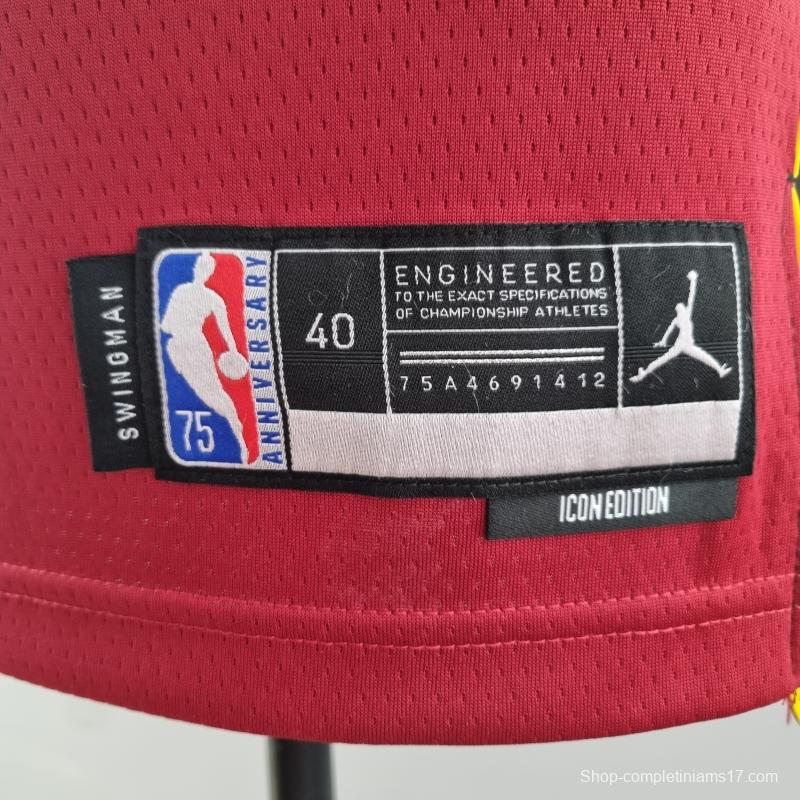 SWINGMAN
75
ANNIVERSARY
40
ENGINEERED
TO THE EXACT SPECIFICATIONS
OF CHAMPIONSHIP ATHLETES
75A4691412
ICON EDITION
Shop-completiniams17.com